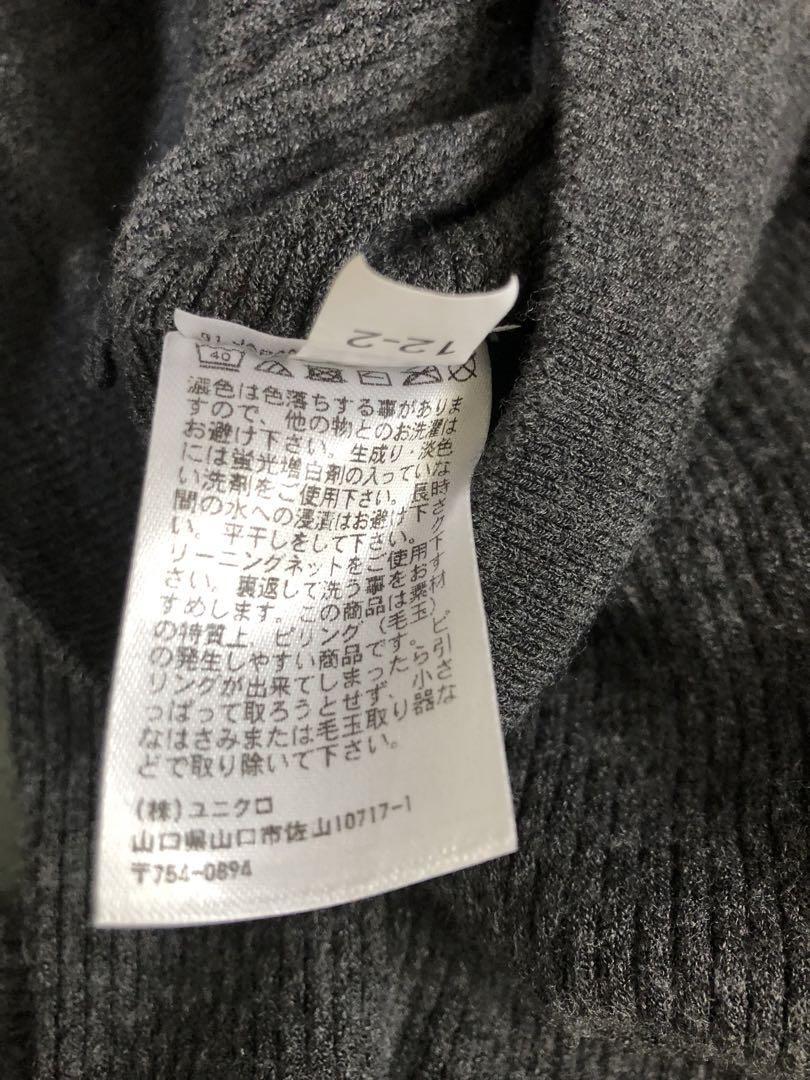 12-2
40
濃色は色落ちする事がありま
すので、他の物とのお洗濯は
お避け下さい。生成り・淡色
には蛍光増白剤の入っていな
い洗剤をご使用下さい。長時
間の水への浸漬はお避け下さ
い。平干しをして下さい。ク
リーニングネットをご使用下
さい。裏返して洗う事をおす
すめします。この商品は素材
の特質上、ピリング(毛玉)
の発生しやすい商品です。ピ
リングが出来てしまったら引
っぱって取ろうとせず、小さ
なはさみまたは毛玉取り器な
どで取り除いて下さい。
(株)ユニクロ
山口県山口市佐山10717-1
〒754-0894